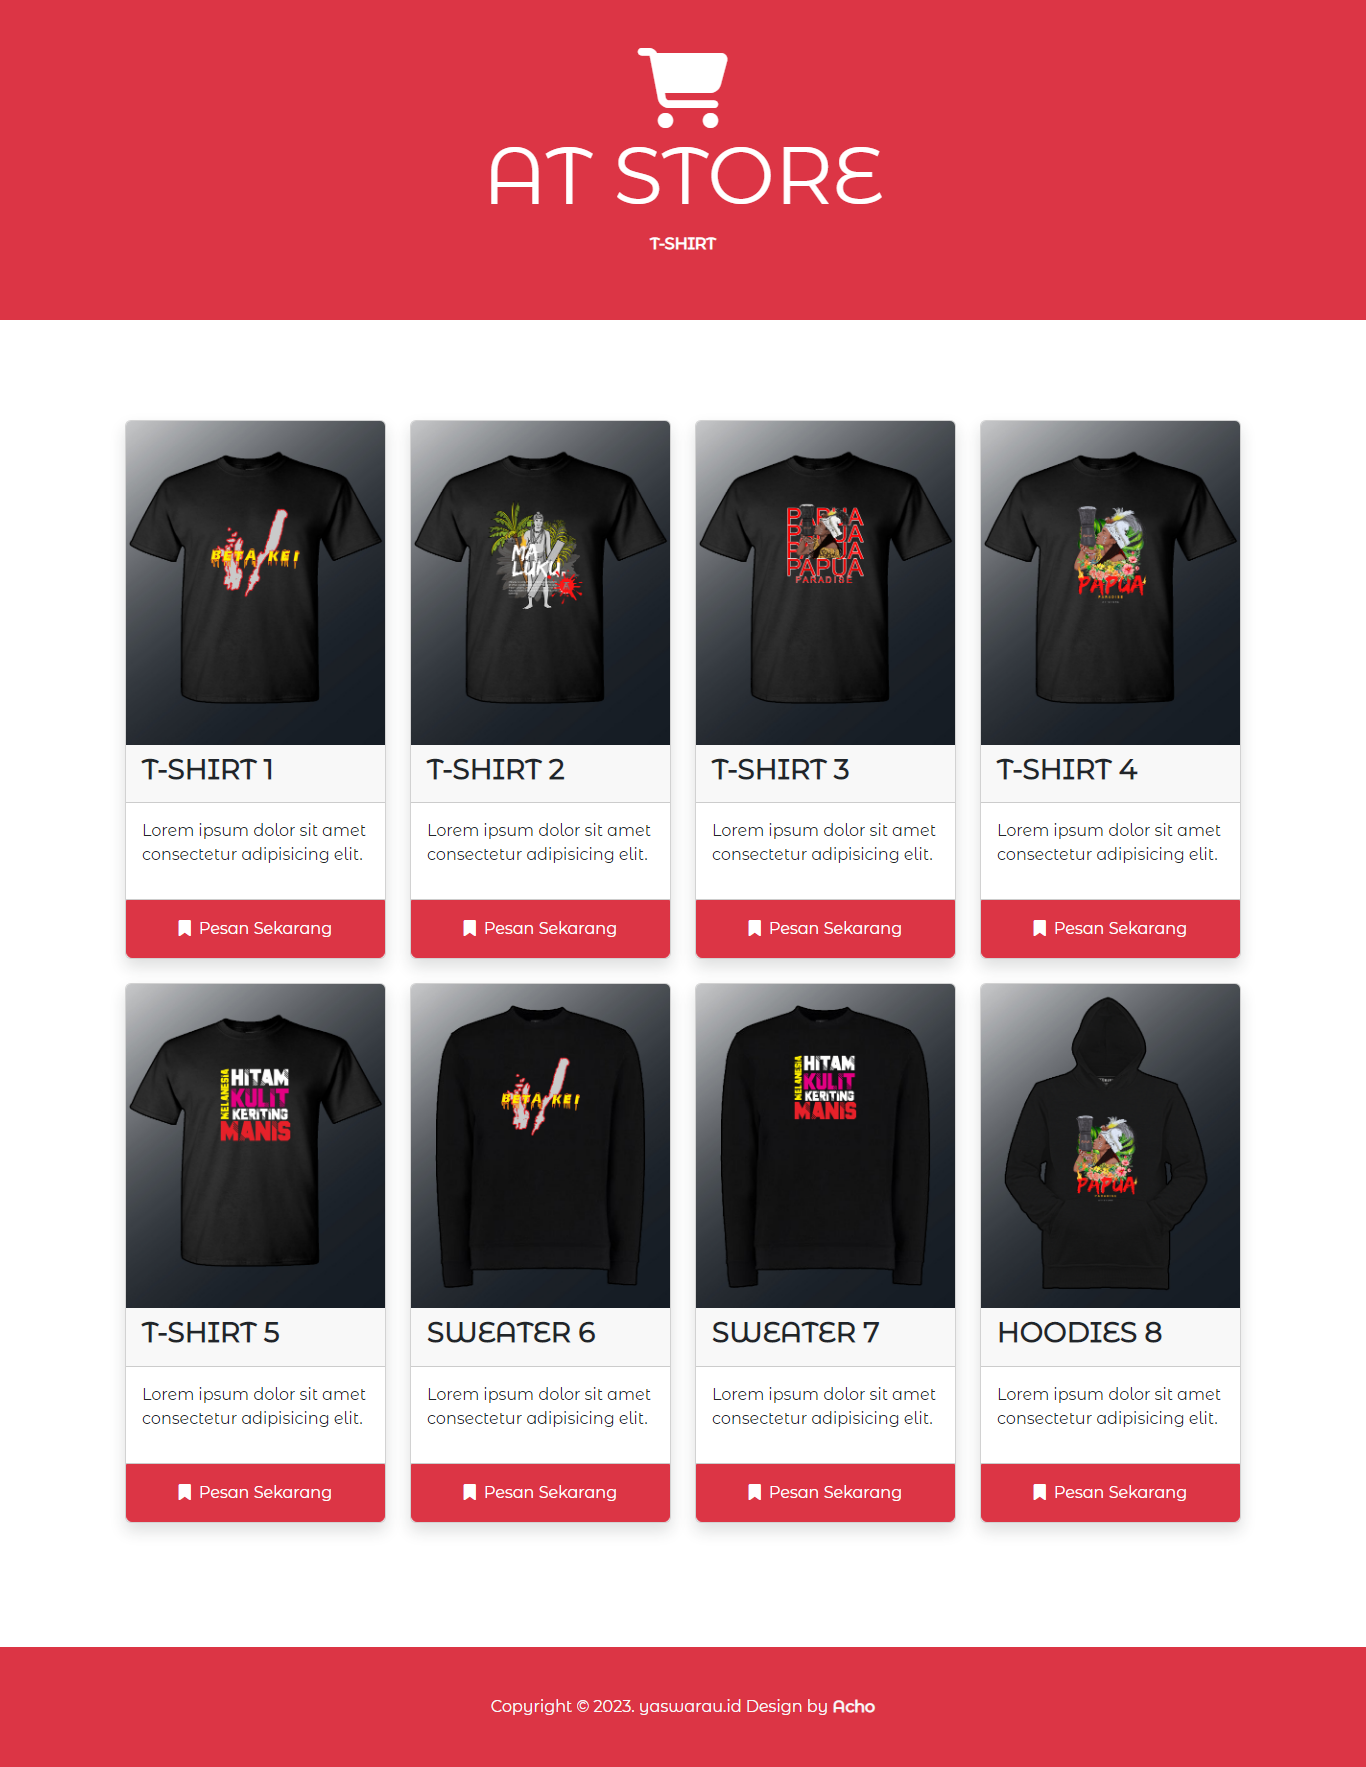 AT STORE
T-SHIRT
BETA KEI
MA
LUKU
PAPUA
PAPUA
PAPUA
PAPUA
PARADISE
PAPUA
PARADISE
T-SHIRT 1
T-SHIRT 2
T-SHIRT 3
T-SHIRT 4
Lorem ipsum dolor sit amet
consectetur adipisicing elit.
Lorem ipsum dolor sit amet
consectetur adipisicing elit.
Lorem ipsum dolor sit amet
consectetur adipisicing elit.
Lorem ipsum dolor sit amet
consectetur adipisicing elit.
Pesan Sekarang
Pesan Sekarang
Pesan Sekarang
Pesan Sekarang
MELANESIA
HITAM
KULIT
KERITING
MANIS
BETA KEI
MELANESIA
HITAM
KULIT
KERITING
MANIS
PAPUA
PARADISE
T-SHIRT 5
SWEATER 6
SWEATER 7
HOODIES 8
Lorem ipsum dolor sit amet
consectetur adipisicing elit.
Lorem ipsum dolor sit amet
consectetur adipisicing elit.
Lorem ipsum dolor sit amet
consectetur adipisicing elit.
Lorem ipsum dolor sit amet
consectetur adipisicing elit.
Pesan Sekarang
Pesan Sekarang
Pesan Sekarang
Pesan Sekarang
Copyright © 2023. yaswarau.id Design by Acho